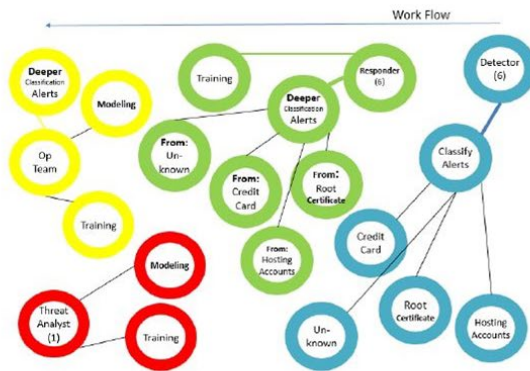 Work Flow
Deeper
Classification
Alerts
Modeling
Op
Team
Training
Training
Responder
(6)
Deeper
Classification
Alerts
From:
Un-
known
From:
Credit
Card
From:
Root
Certificate
From:
Hosting
Accounts
Detector
(6)
Classify
Alerts
Credit
Card
Un-
known
Root
Certificate
Hosting
Accounts
Modeling
Threat
Analyst
(1)
Training